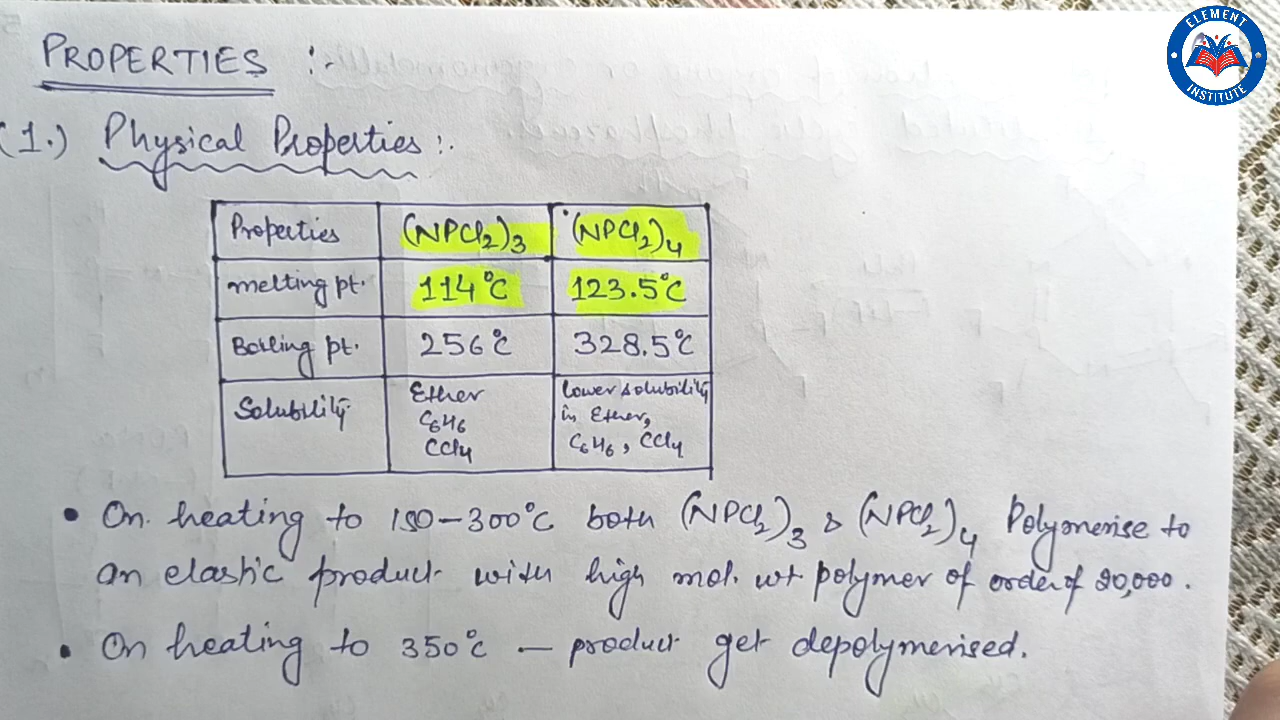 ELEMENT
INSTITUTE
PROPERTIES :-
(1.) Physical Properties :-
Properties (NPCl2)3 (NPCl2)4
melting pt. 114°C 123.5°C
Boiling pt. 256°C 328.5°C
Solubility Ether C6H6 CCl4 lower solubility in Ether, C6H6, CCl4
• On heating to 150-300°C both (NPCl2)3 & (NPCl2)4 Polymerise to
an elastic product with high mol. wt polymer of order of 20,000.
• On heating to 350°C — product get depolymerised.